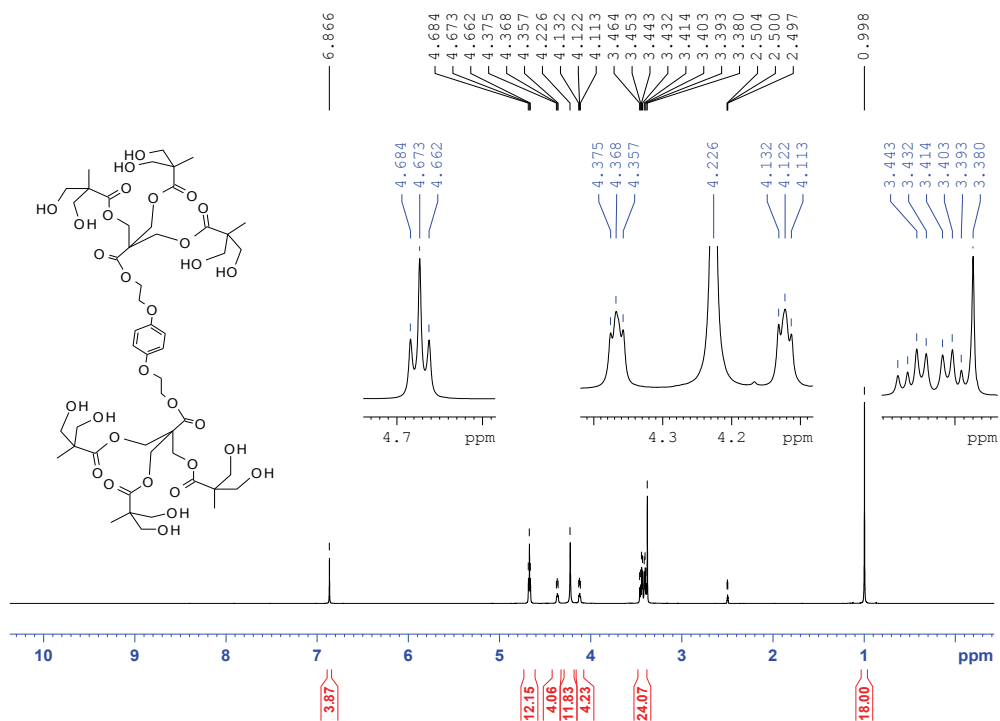 6.866
4.684
4.673
4.662
4.375
4.368
4.357
4.226
4.132
4.122
4.113
3.464
3.453
3.443
3.432
3.414
3.403
3.393
3.380
2.504
2.500
2.497
0.998
4.684
4.673
4.662
4.375
4.368
4.357
4.226
4.132
4.122
4.113
3.443
3.432
3.414
3.403
3.393
3.380
HO
OH
HO
HO
O
O
O
O
OH
OH
O
O
O
O
HO
HO
O
O
O
O
O
O
OH
OH
O
O
O
O
O
O
O
O
OH
OH
OH
OH
4.7 ppm
4.3 4.2 ppm
ppm
10 9 8 7 6 5 4 3 2 1 ppm
3.87
12.15
4.06
11.83
4.23
24.07
18.00